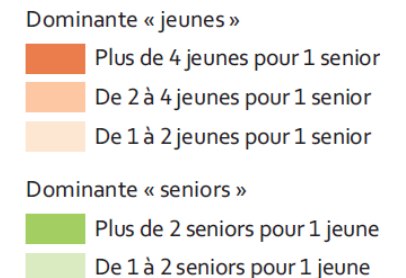 Dominante « jeunes »
Plus de 4 jeunes pour 1 senior
De 2 à 4 jeunes pour 1 senior
De 1 à 2 jeunes pour 1 senior
Dominante « seniors »
Plus de 2 seniors pour 1 jeune
De 1 à 2 seniors pour 1 jeune